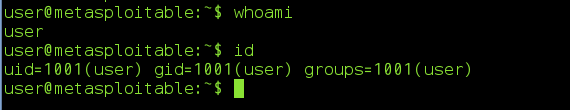 user@metasploitable:~$ whoami
user
user@metasploitable:~$ id
uid=1001(user) gid=1001(user) groups=1001(user)
user@metasploitable:~$